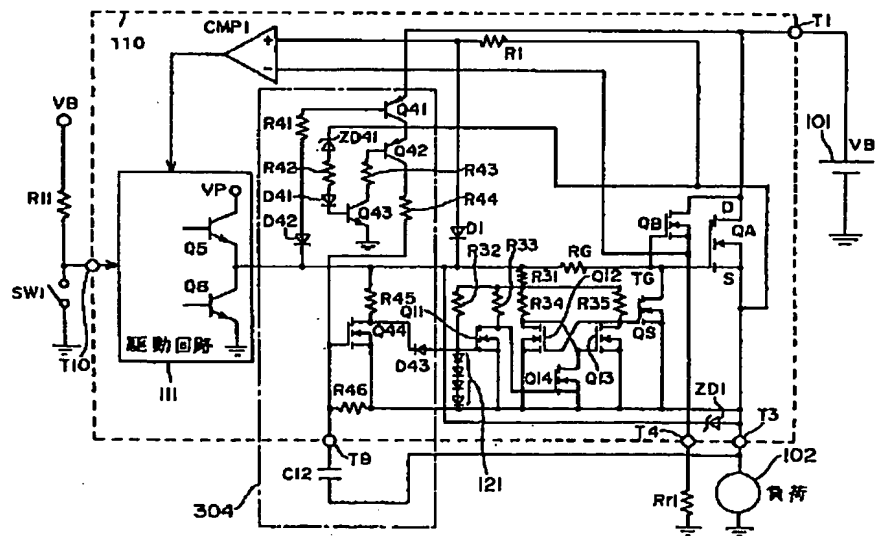 110
CMP1
R1
T1
VB
R11
SW1
T10
VP
Q5
Q6
駆動回路
111
R41
Q41
ZD41
Q42
R42
R43
D41
Q43
R44
D42
D1
R32
R33
RG
R31
Q12
R34
R35
Q11
R45
Q44
D43
Q14
Q13
QS
TG
QB
QA
D
S
101
VB
R46
T8
C12
304
121
ZD1
T4
T3
Rr1
102
負荷